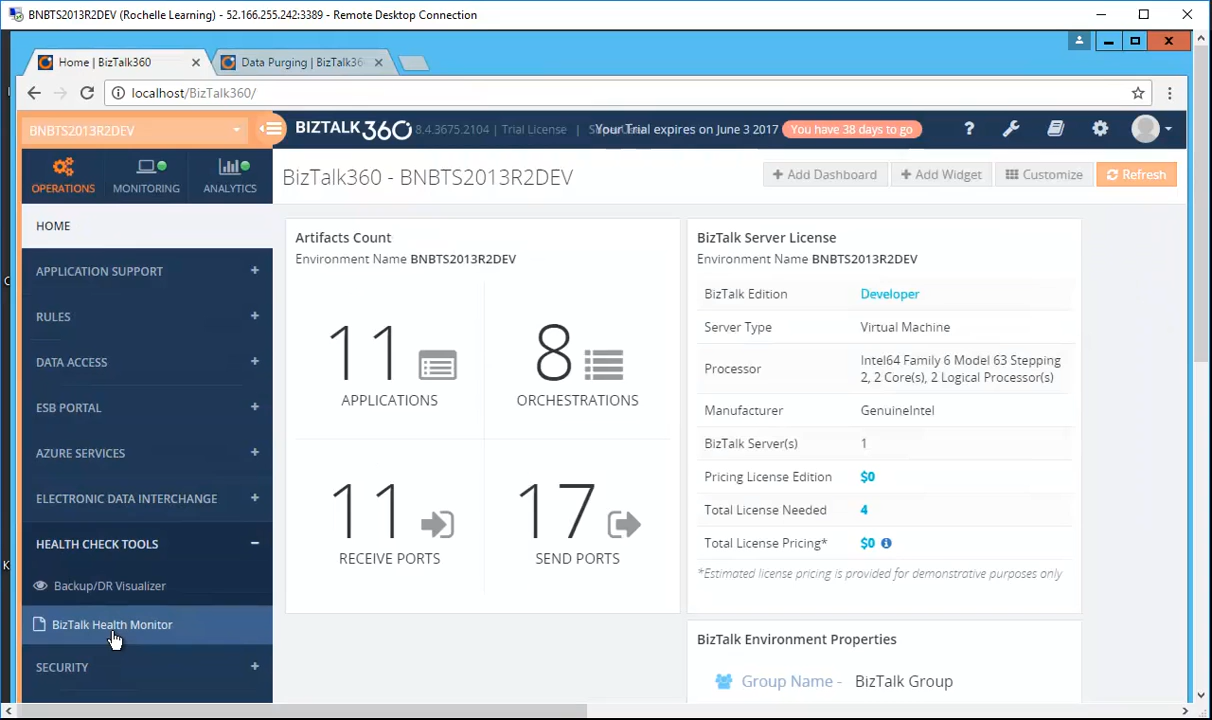 BNBTS2013R2DEV (Rochelle Learning) - 52.166.255.242:3389 - Remote Desktop Connection
Home | BizTalk360
Data Purging | BizTalk36
localhost/BizTalk360/
BNBTS2013R2DEV
BIZTALK360 8.4.3675.2104 | Trial License | Your Trial expires on June 3 2017 You have 38 days to go
OPERATIONS MONITORING ANALYTICS
BizTalk360 - BNBTS2013R2DEV
+ Add Dashboard + Add Widget Customize Refresh
HOME
APPLICATION SUPPORT +
RULES +
DATA ACCESS +
ESB PORTAL +
AZURE SERVICES +
ELECTRONIC DATA INTERCHANGE +
HEALTH CHECK TOOLS −
Backup/DR Visualizer
BizTalk Health Monitor
SECURITY +
Artifacts Count
Environment Name BNBTS2013R2DEV
11
APPLICATIONS
8
ORCHESTRATIONS
11
RECEIVE PORTS
17
SEND PORTS
BizTalk Server License
Environment Name BNBTS2013R2DEV
BizTalk Edition Developer
Server Type Virtual Machine
Processor Intel64 Family 6 Model 63 Stepping
2, 2 Core(s), 2 Logical Processor(s)
Manufacturer GenuineIntel
BizTalk Server(s) 1
Pricing License Edition $0
Total License Needed 4
Total License Pricing* $0
*Estimated license pricing is provided for demonstrative purposes only
BizTalk Environment Properties
Group Name - BizTalk Group